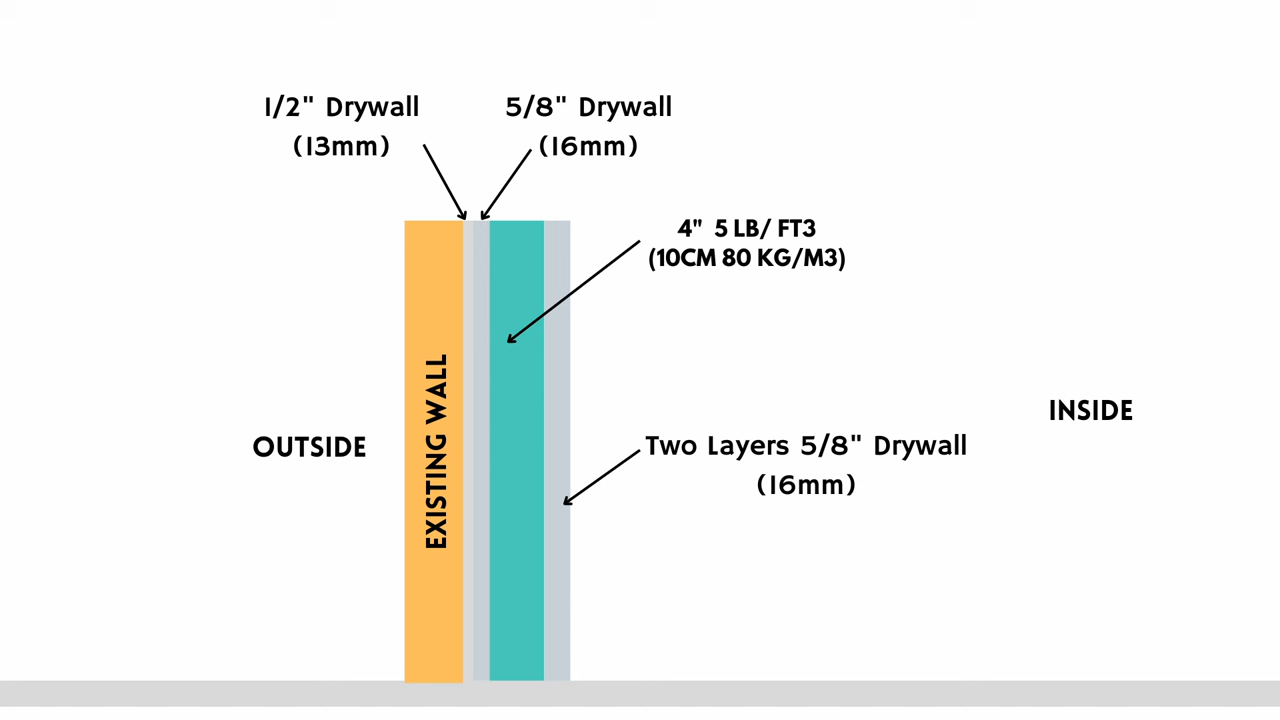 1/2" Drywall
(13mm)
5/8" Drywall
(16mm)
4" 5 LB/ FT3
(10CM 80 KG/M3)
EXISTING WALL
OUTSIDE
INSIDE
Two Layers 5/8" Drywall
(16mm)